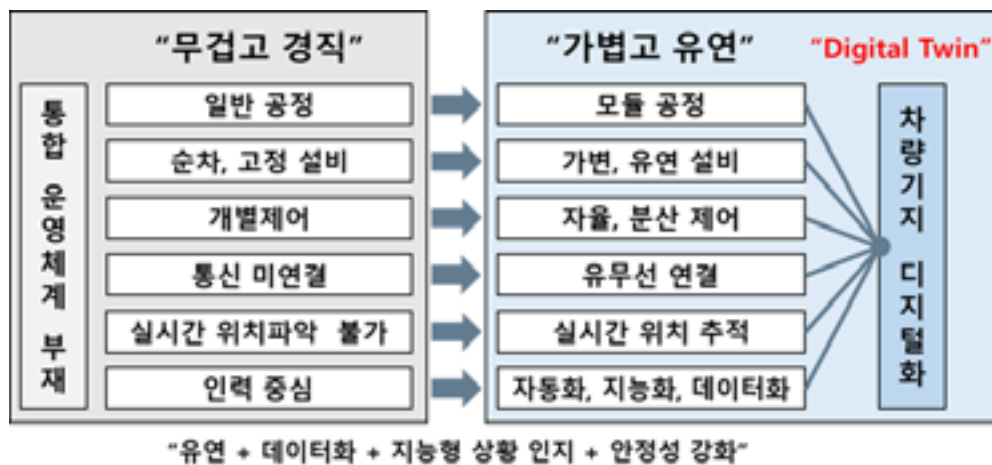 "무겁고 경직"
통합 운영체계 부재
일반 공정
순차, 고정 설비
개별제어
통신 미연결
실시간 위치파악 불가
인력 중심
"가볍고 유연"
"Digital Twin"
모듈 공정
가변, 유연 설비
자율, 분산 제어
유무선 연결
실시간 위치 추적
자동화, 지능화, 데이터화
차량기지 디지털화
"유연 + 데이터화 + 지능형 상황 인지 + 안정성 강화"